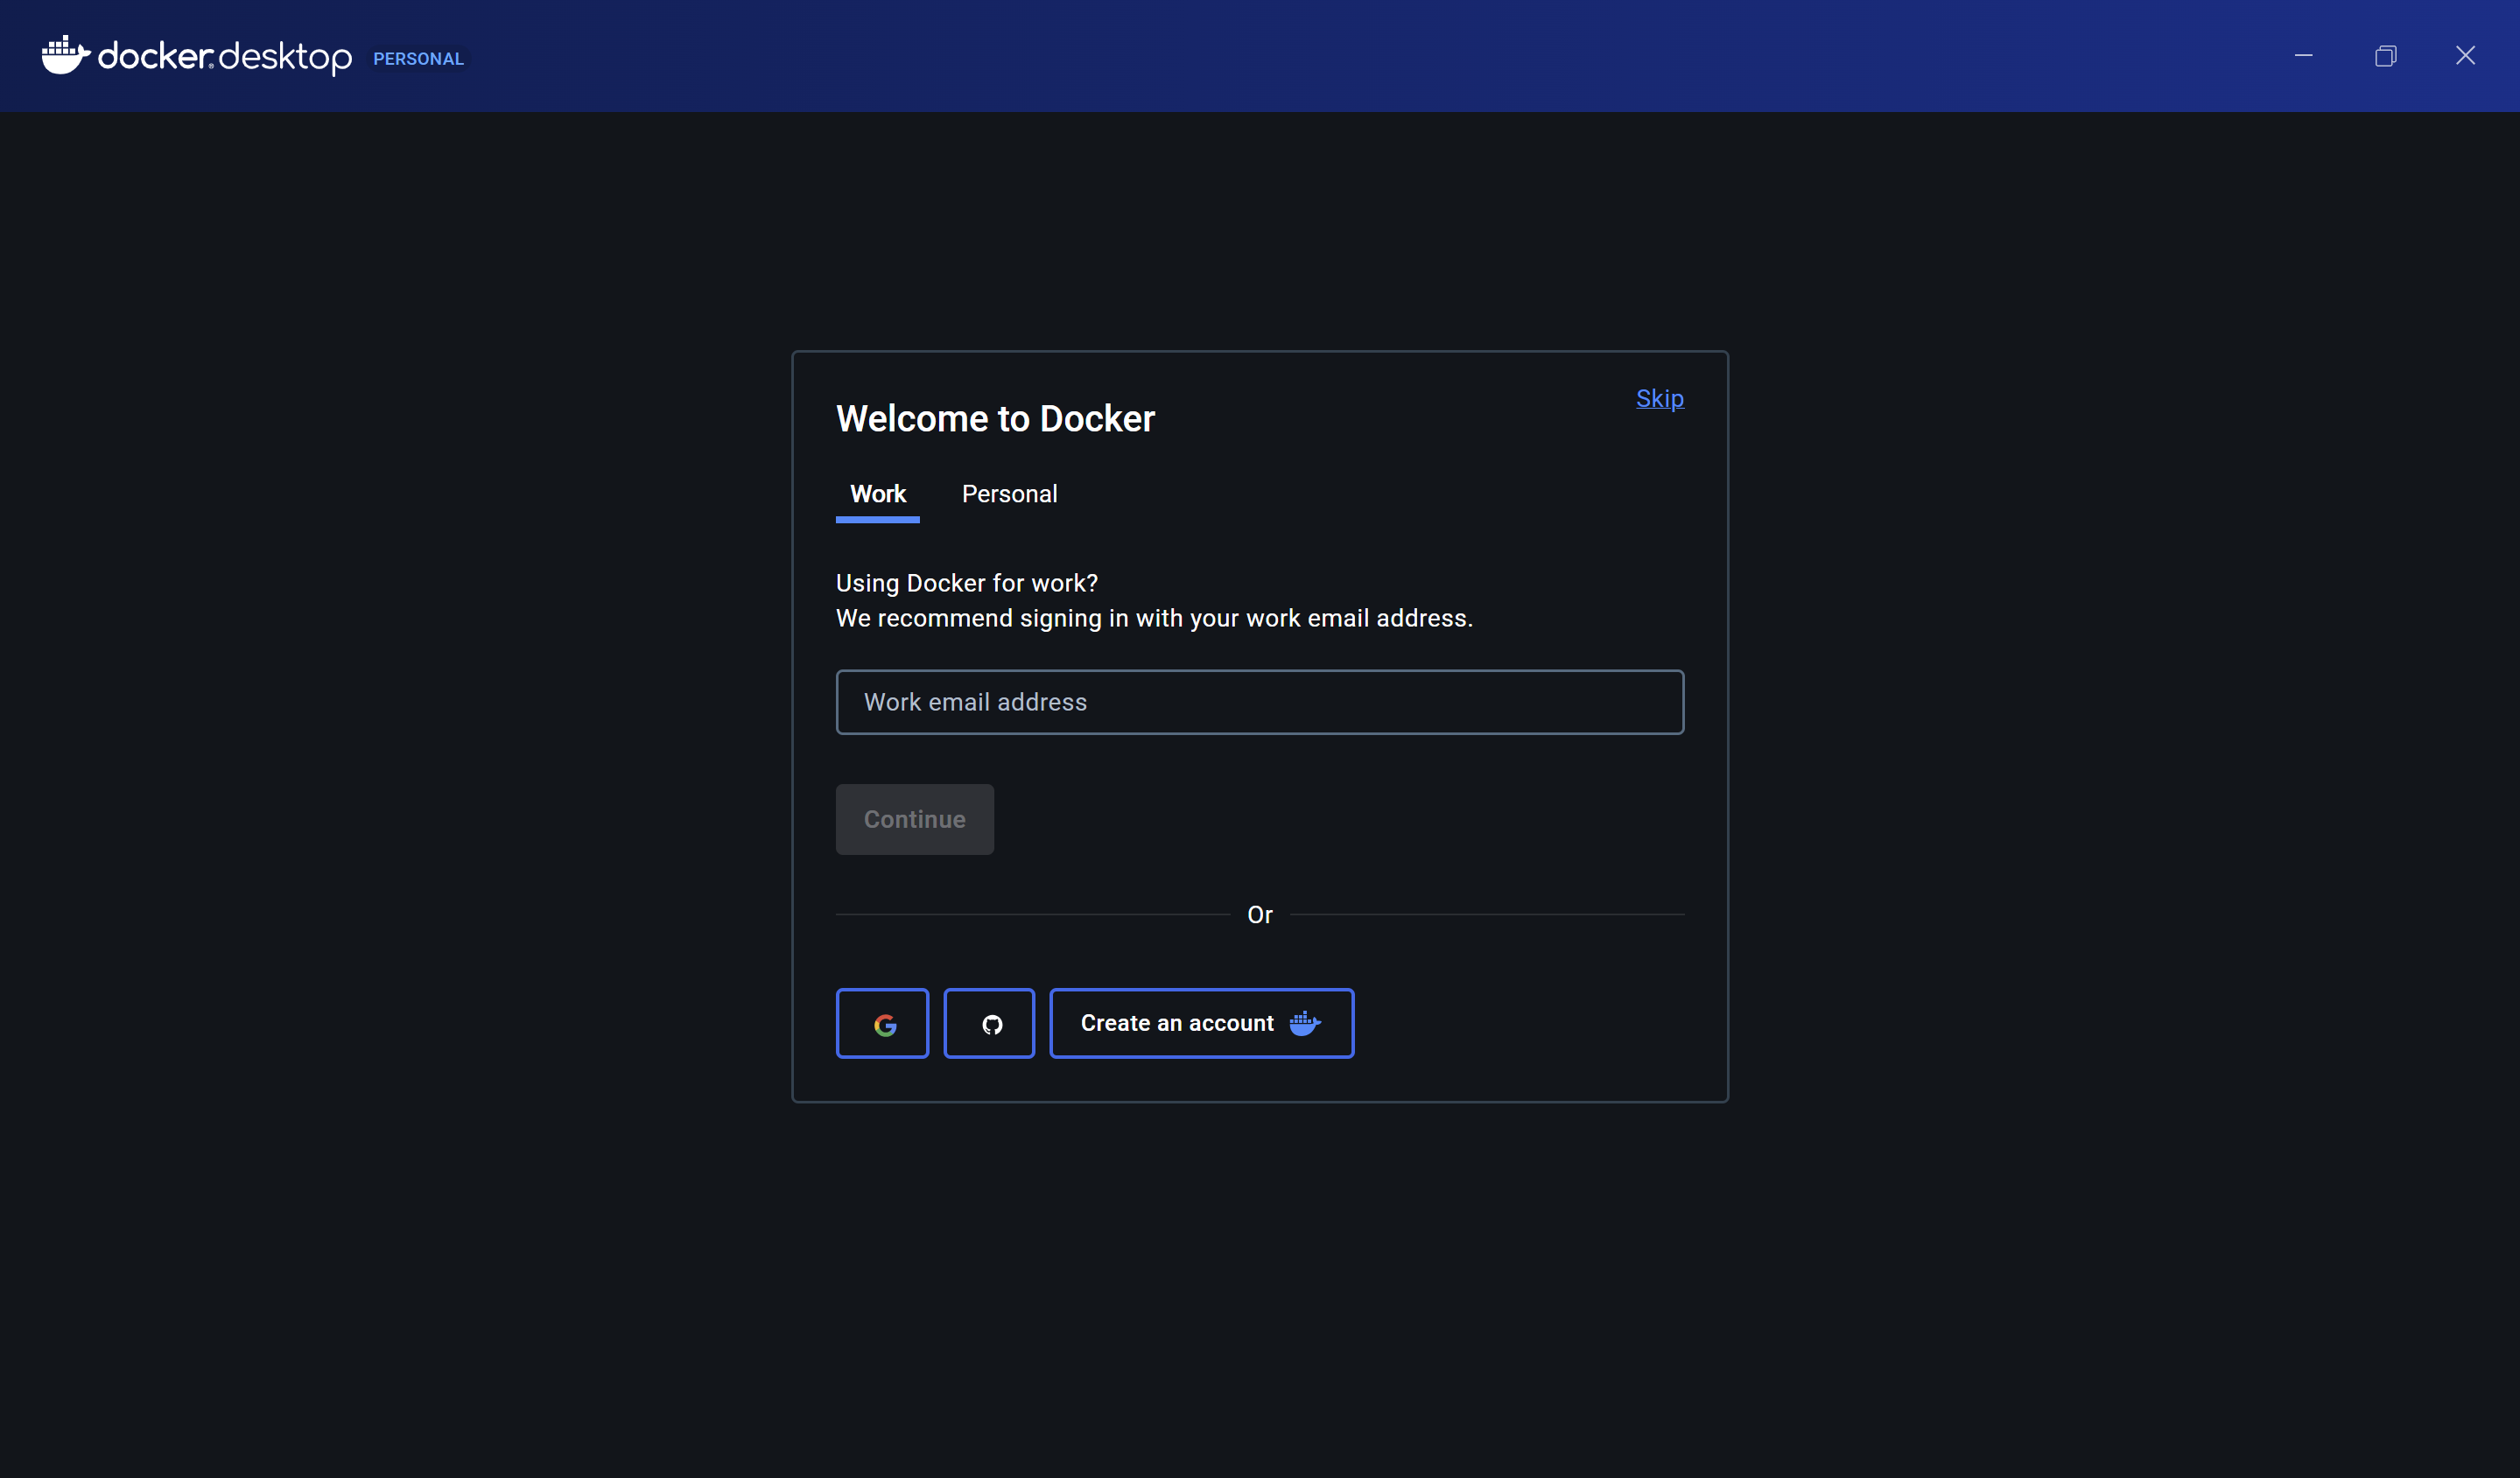 docker desktop PERSONAL
Skip
Welcome to Docker
Work Personal
Using Docker for work?
We recommend signing in with your work email address.
Work email address
Continue
Or
Create an account